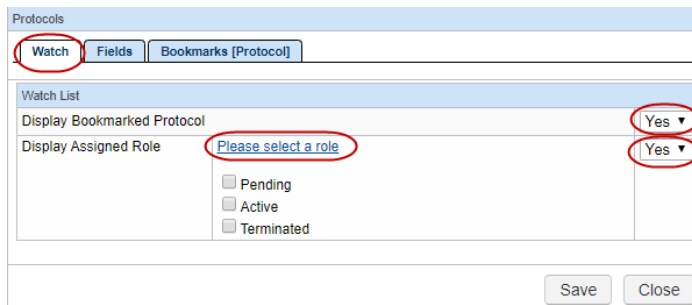 Protocols
Watch Fields Bookmarks [Protocol]
Watch List
Display Bookmarked Protocol Yes
Display Assigned Role Please select a role Yes
Pending
Active
Terminated
Save Close